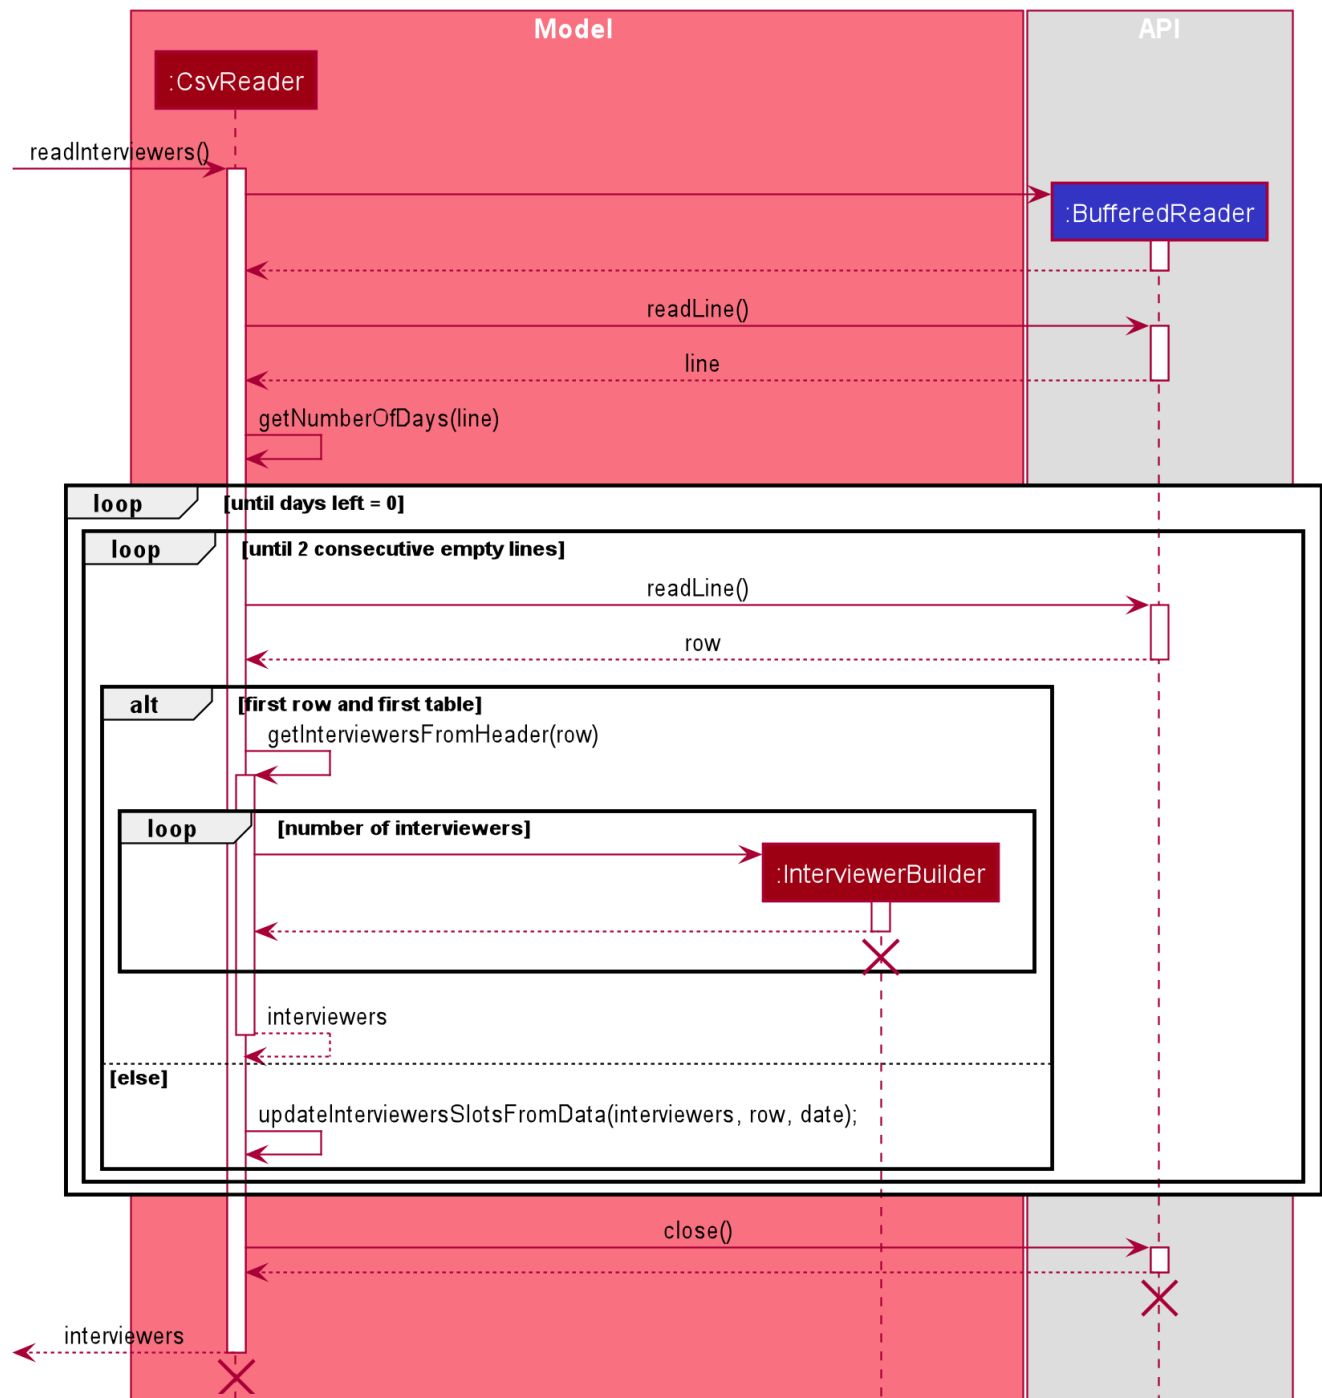 Model
API
:CsvReader
readInterviewers()
:BufferedReader
readLine()
line
getNumberOfDays(line)
loop [until days left = 0]
loop [until 2 consecutive empty lines]
readLine()
row
alt [first row and first table]
getInterviewersFromHeader(row)
loop [number of interviewers]
:InterviewerBuilder
interviewers
[else]
updateInterviewersSlotsFromData(interviewers, row, date);
close()
interviewers